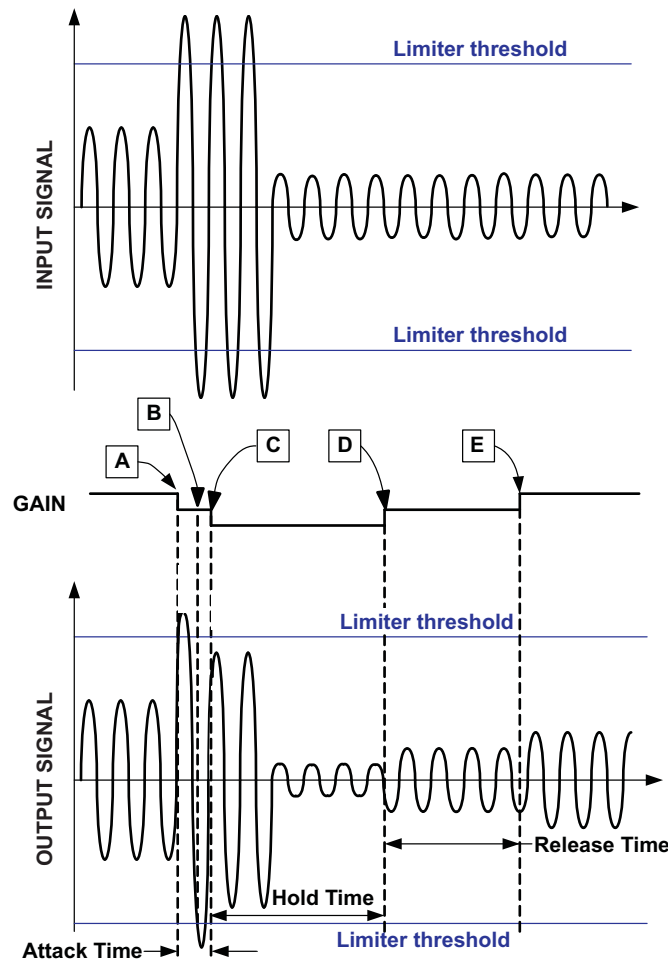 Limiter threshold
INPUT SIGNAL
Limiter threshold
B
A
C
D
E
GAIN
Limiter threshold
OUTPUT SIGNAL
Release Time
Hold Time
Attack Time
Limiter threshold